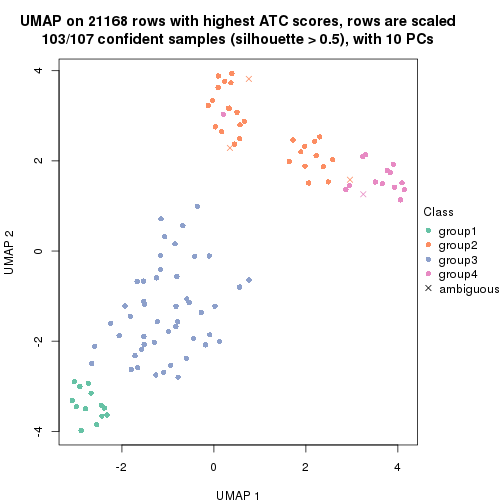 UMAP on 21168 rows with highest ATC scores, rows are scaled
103/107 confident samples (silhouette > 0.5), with 10 PCs
4
2
0
-2
-4
UMAP 2
-2
0
2
4
UMAP 1
Class
group1
group2
group3
group4
ambiguous